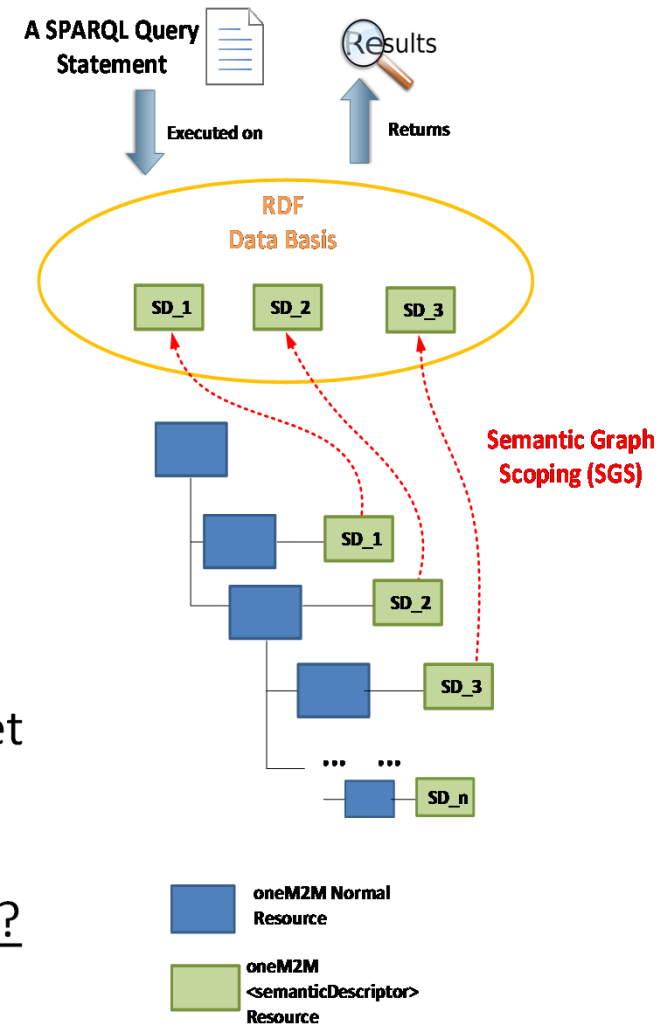 A SPARQL Query
Statement
Results
Executed on
Returns
RDF
Data Basis
SD_1
SD_2
SD_3
Semantic Graph
Scoping (SGS)
SD_1
SD_2
SD_3
et
... ...
SD_n
?
oneM2M Normal
Resource
oneM2M
<semanticDescriptor>
Resource